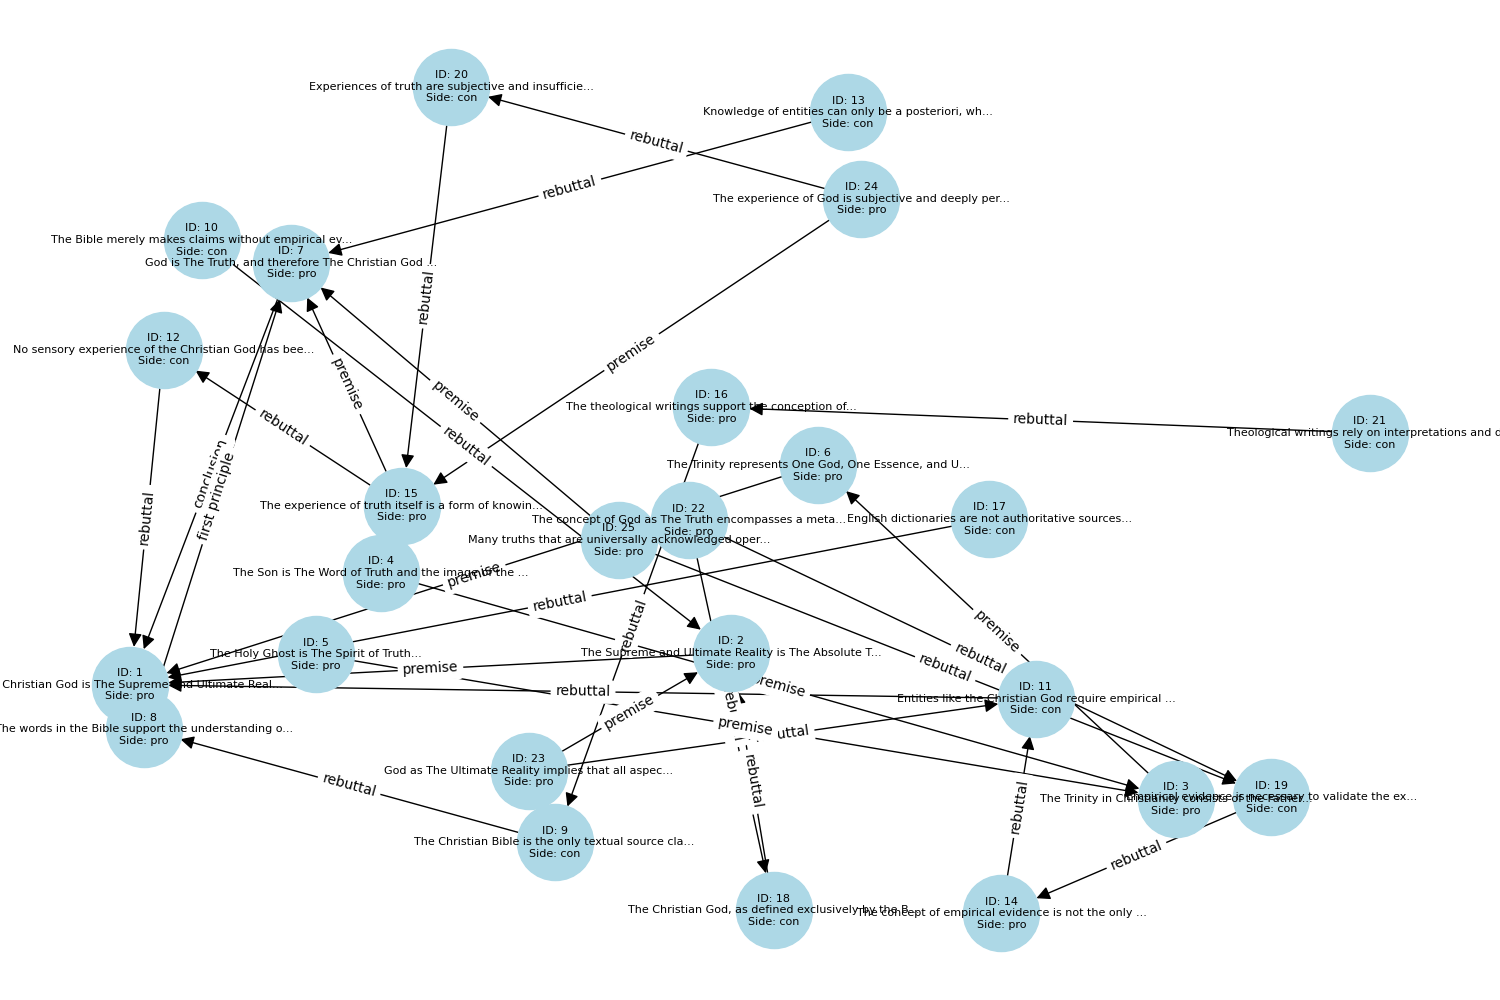 ID: 20
Experiences of truth are subjective and insufficie...
Side: con
ID: 13
Knowledge of entities can only be a posteriori, wh...
Side: con
rebuttal
ID: 24
The experience of God is subjective and deeply per...
Side: pro
rebuttal
ID: 10
The Bible merely makes claims without empirical ev...
Side: con
ID: 7
God is The Truth, and therefore The Christian God ...
Side: pro
rebuttal
ID: 12
No sensory experience of the Christian God has bee...
Side: con
premise
premise
premise
ID: 16
The theological writings support the conception of...
Side: pro
rebuttal
ID: 21
Theological writings rely on interpretations and d
Side: con
rebuttal
rebuttal
ID: 6
The Trinity represents One God, One Essence, and U...
Side: pro
conclusion
first principle
rebuttal
ID: 15
The experience of truth itself is a form of knowin...
Side: pro
ID: 22
The concept of God as The Truth encompasses a meta...
Side: pro
ID: 17
English dictionaries are not authoritative sources...
Side: con
ID: 25
Many truths that are universally acknowledged
oper...
Side: pro
ID: 4
The Son is The Word of Truth and the image of the ...
Side: pro
premise
rebuttal
rebuttal
premise
ID: 5
The Holy Ghost is The Spirit of Truth...
Side: pro
ID: 2
The Supreme and Ultimate Reality is The Absolute T...
Side: pro
rebuttal
rebuttal
premise
ID: 1
Christian God is The Supreme and Ultimate Real...
Side: pro
rebuttal
premise
premise
ID: 11
Entities like the Christian God require empirical ...
Side: con
ID: 8
The words in the Bible support the understanding o...
Side: pro
premise
uttal
ID: 23
God as The Ultimate Reality implies that all aspec...
Side: pro
rebuttal
rebuttal
rebuttal
ID: 3
The Trinity in Christianity consists of the Father...
Side: pro
ID: 19
Empirical evidence is necessary to validate the ex...
Side: con
ID: 9
The Christian Bible is the only textual source cla...
Side: con
rebuttal
ID: 18
The Christian God, as defined exclusively by the B...
Side: con
ID: 14
The concept of empirical evidence is not the only ...
Side: pro